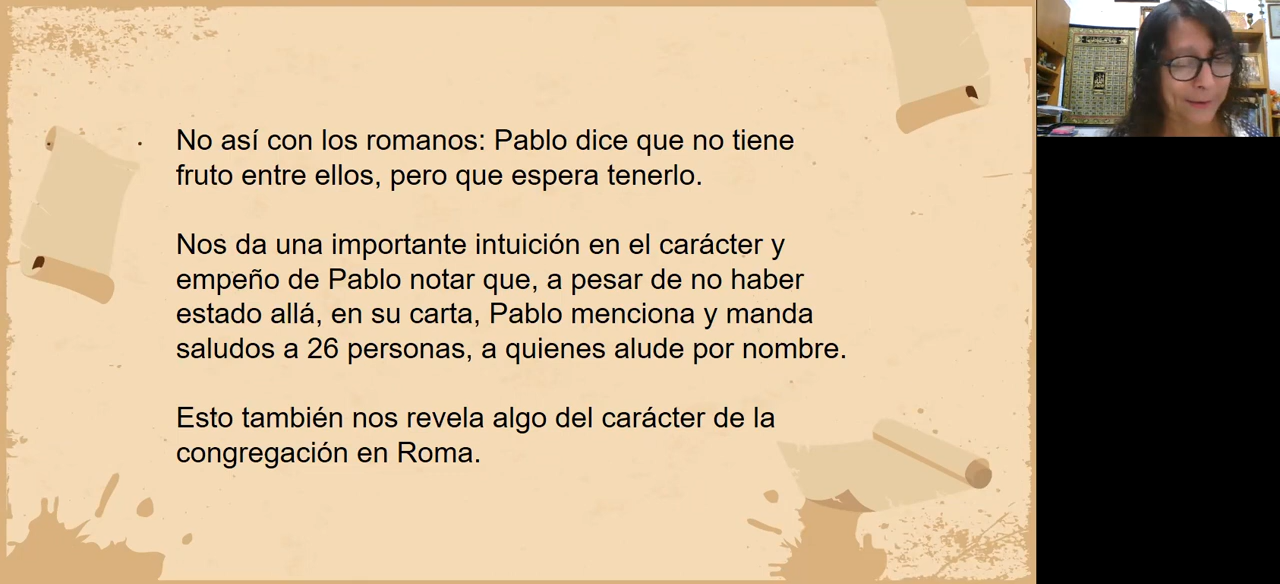 No así con los romanos: Pablo dice que no tiene
fruto entre ellos, pero que espera tenerlo.
Nos da una importante intuición en el carácter y
empeño de Pablo notar que, a pesar de no haber
estado allá, en su carta, Pablo menciona y manda
saludos a 26 personas, a quienes alude por nombre.
Esto también nos revela algo del carácter de la
congregación en Roma.